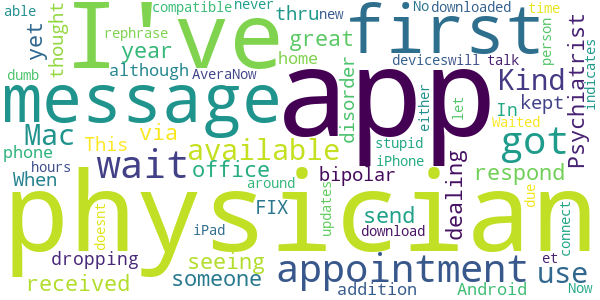 able
compatible
never
No downloaded
time
I've
first
rephrase
thru
new
yet
thought
year
great
person
dumb
although
AveraNow
home
devices
will
talk
message
app
Kind
Psychiatrist
indicates
disorder
kept
In
either
let
Mac
via
got
Waited
This
available
stupid
phone
wait
office
bipolar
iPhone
respond
hours
When
around
dealing
physician
updates
due
connect
doesnt
FIX
send
iPad
download
dropping
seeing
appointment
use
et
received
someone
addition
Android
Now